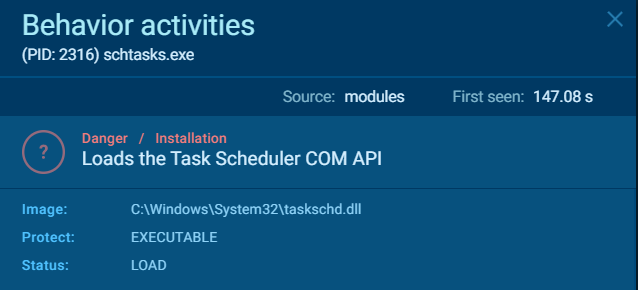 Behavior activities
(PID: 2316) schtasks.exe
Source: modules First seen: 147.08 s
Danger / Installation
? Loads the Task Scheduler COM API
Image: C:\Windows\System32\taskschd.dll
Protect: EXECUTABLE
Status: LOAD